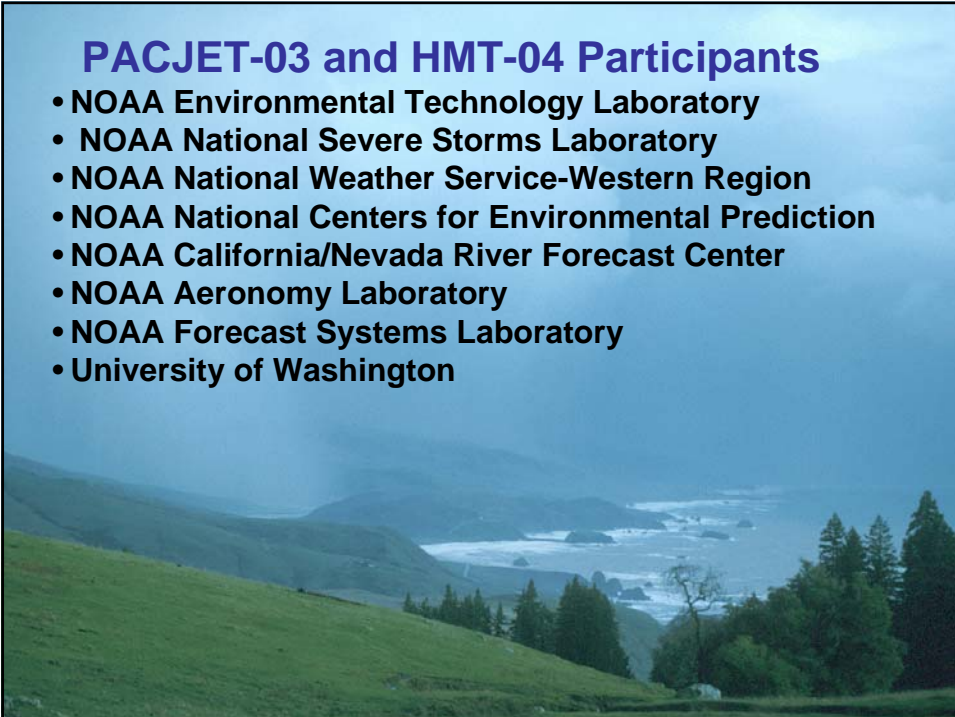 PACJET-03 and HMT-04 Participants
• NOAA Environmental Technology Laboratory
• NOAA National Severe Storms Laboratory
• NOAA National Weather Service-Western Region
• NOAA National Centers for Environmental Prediction
• NOAA California/Nevada River Forecast Center
• NOAA Aeronomy Laboratory
• NOAA Forecast Systems Laboratory
• University of Washington